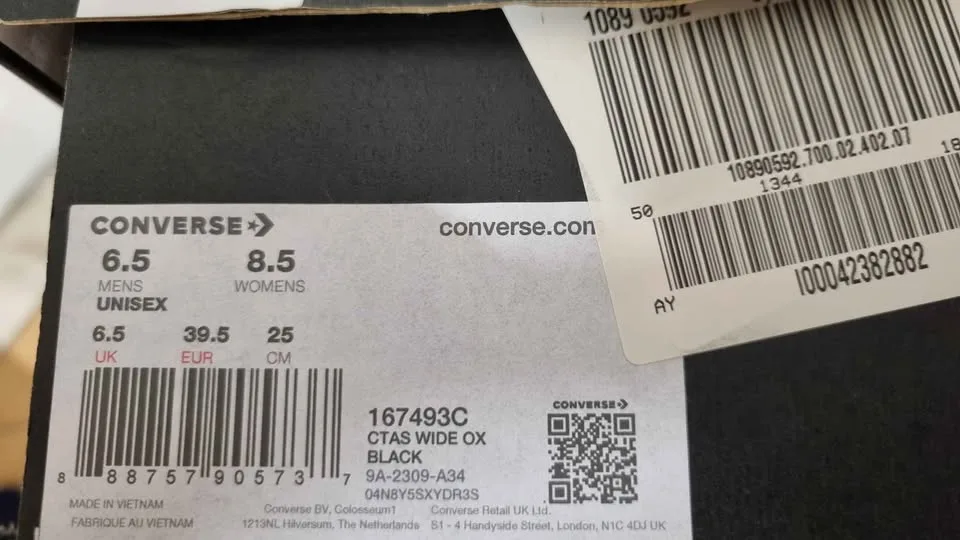 CONVERSE
converse.com
6.5 8.5
MENS WOMENS
UNISEX
6.5 39.5 25
UK EUR CM
8 88757 90573 7
167493C
CTAS WIDE OX
BLACK
9A-2309-A34
04N8Y5SXYDR3S
CONVERSE
MADE IN VIETNAM
FABRIQUE AU VIETNAM
Converse BV, Colosseum1
1213NL Hilversum, The Netherlands
Converse Retail UK Ltd.
S1 - 4 Handyside Street, London, N1C 4DJ UK
1089 0592
10890592.700.02.402.07
18
1344
50
I00042382882
AY